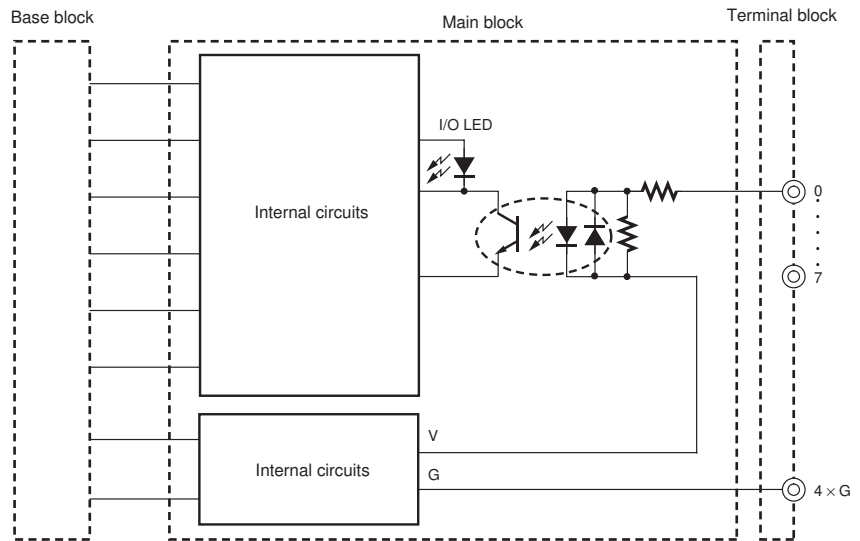 Base block
Main block
Terminal block
I/O LED
Internal circuits
0
7
Internal circuits
V
G
4 × G